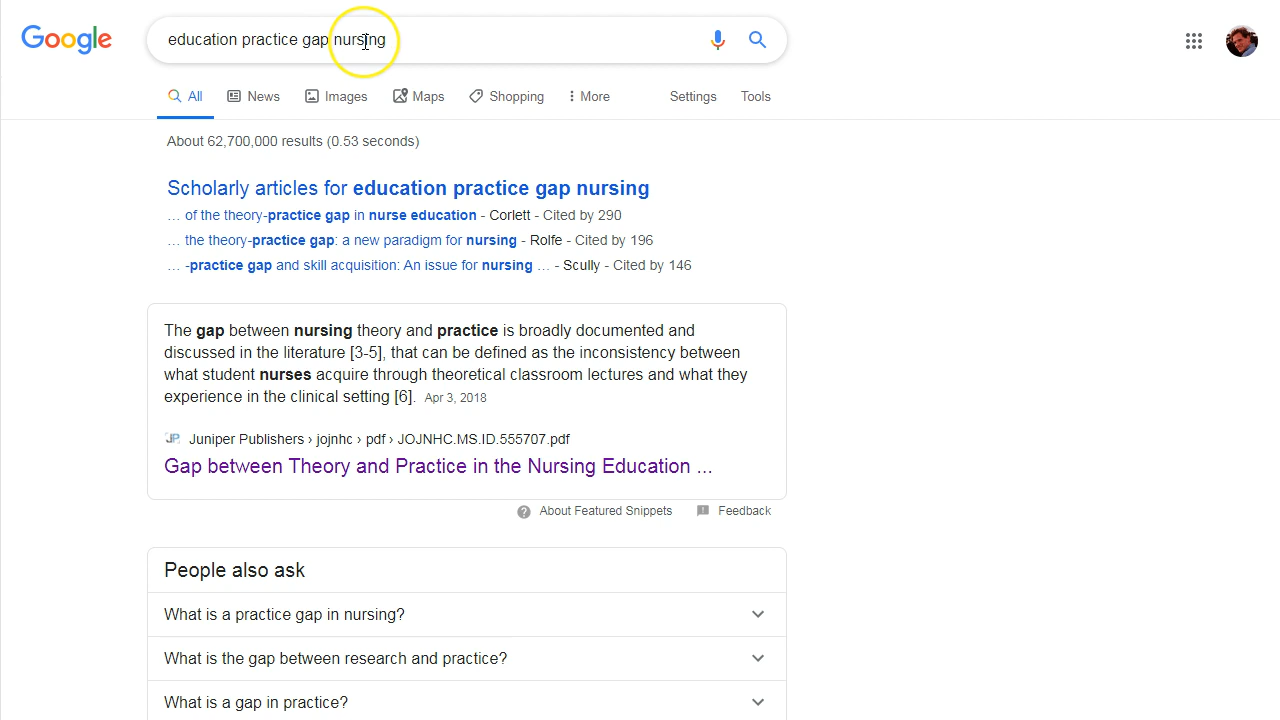 Google
education practice gap nursing
All News Images Maps Shopping More Settings Tools
About 62,700,000 results (0.53 seconds)
Scholarly articles for education practice gap nursing
... of the theory-practice gap in nurse education - Corlett - Cited by 290
... the theory-practice gap: a new paradigm for nursing - Rolfe - Cited by 196
... -practice gap and skill acquisition: An issue for nursing ... - Scully - Cited by 146
The gap between nursing theory and practice is broadly documented and
discussed in the literature [3-5], that can be defined as the inconsistency between
what student nurses acquire through theoretical classroom lectures and what they
experience in the clinical setting [6]. Apr 3, 2018
JP Juniper Publishers › jojnhc › pdf › JOJNHC.MS.ID.555707.pdf
Gap between Theory and Practice in the Nursing Education ...
? About Featured Snippets Feedback
People also ask
What is a practice gap in nursing?
What is the gap between research and practice?
What is a gap in practice?